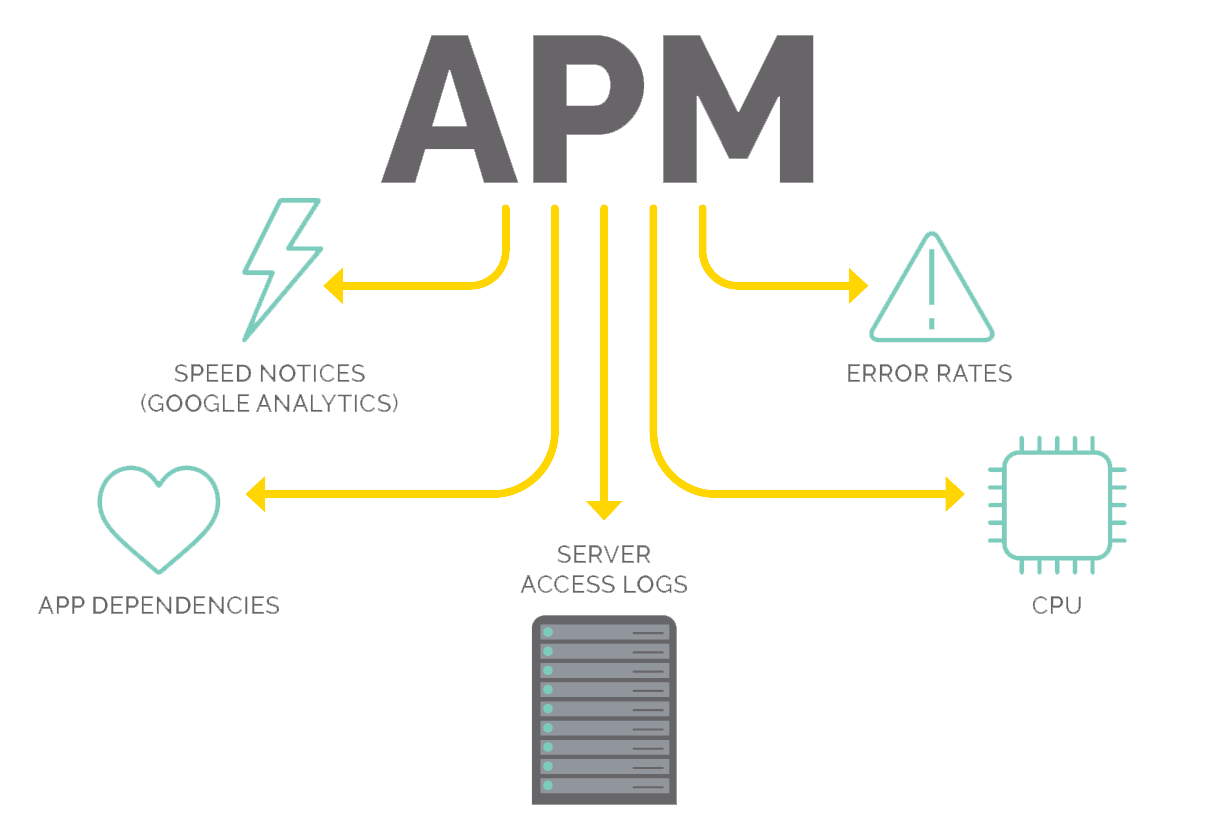 APM
SPEED NOTICES
(GOOGLE ANALYTICS)
ERROR RATES
APP DEPENDENCIES
SERVER
ACCESS LOGS
CPU